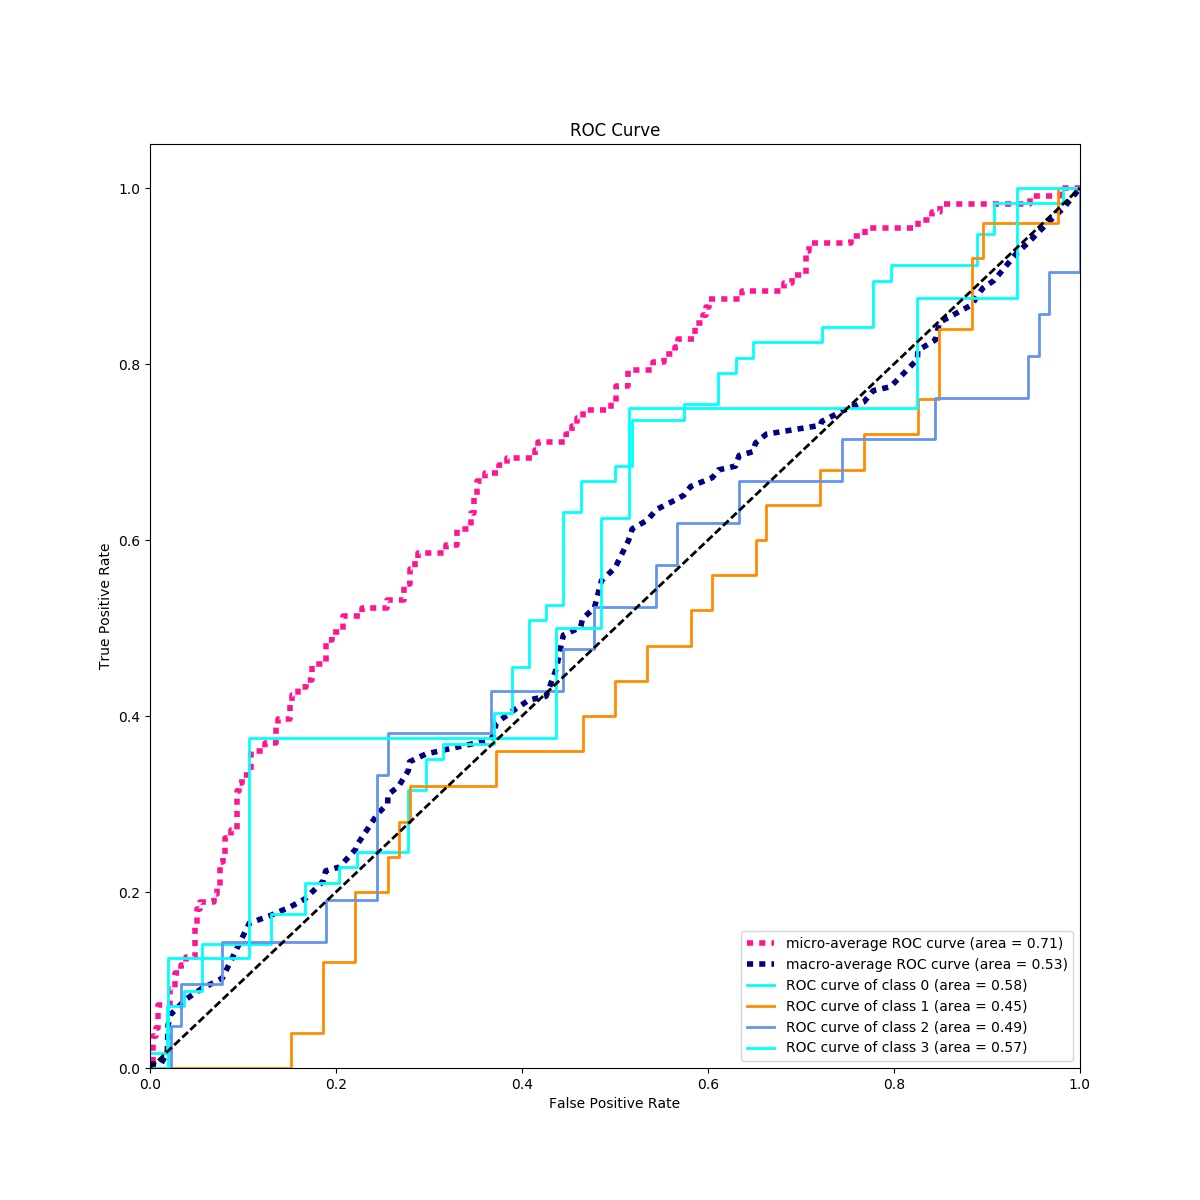 ROC Curve
1.0
0.8
0.6
0.4
0.2
0.0
True Positive Rate
0.0
0.2
0.4
0.6
0.8
1.0
False Positive Rate
micro-average ROC curve (area = 0.71)
macro-average ROC curve (area = 0.53)
ROC curve of class 0 (area = 0.58)
ROC curve of class 1 (area = 0.45)
ROC curve of class 2 (area = 0.49)
ROC curve of class 3 (area = 0.57)